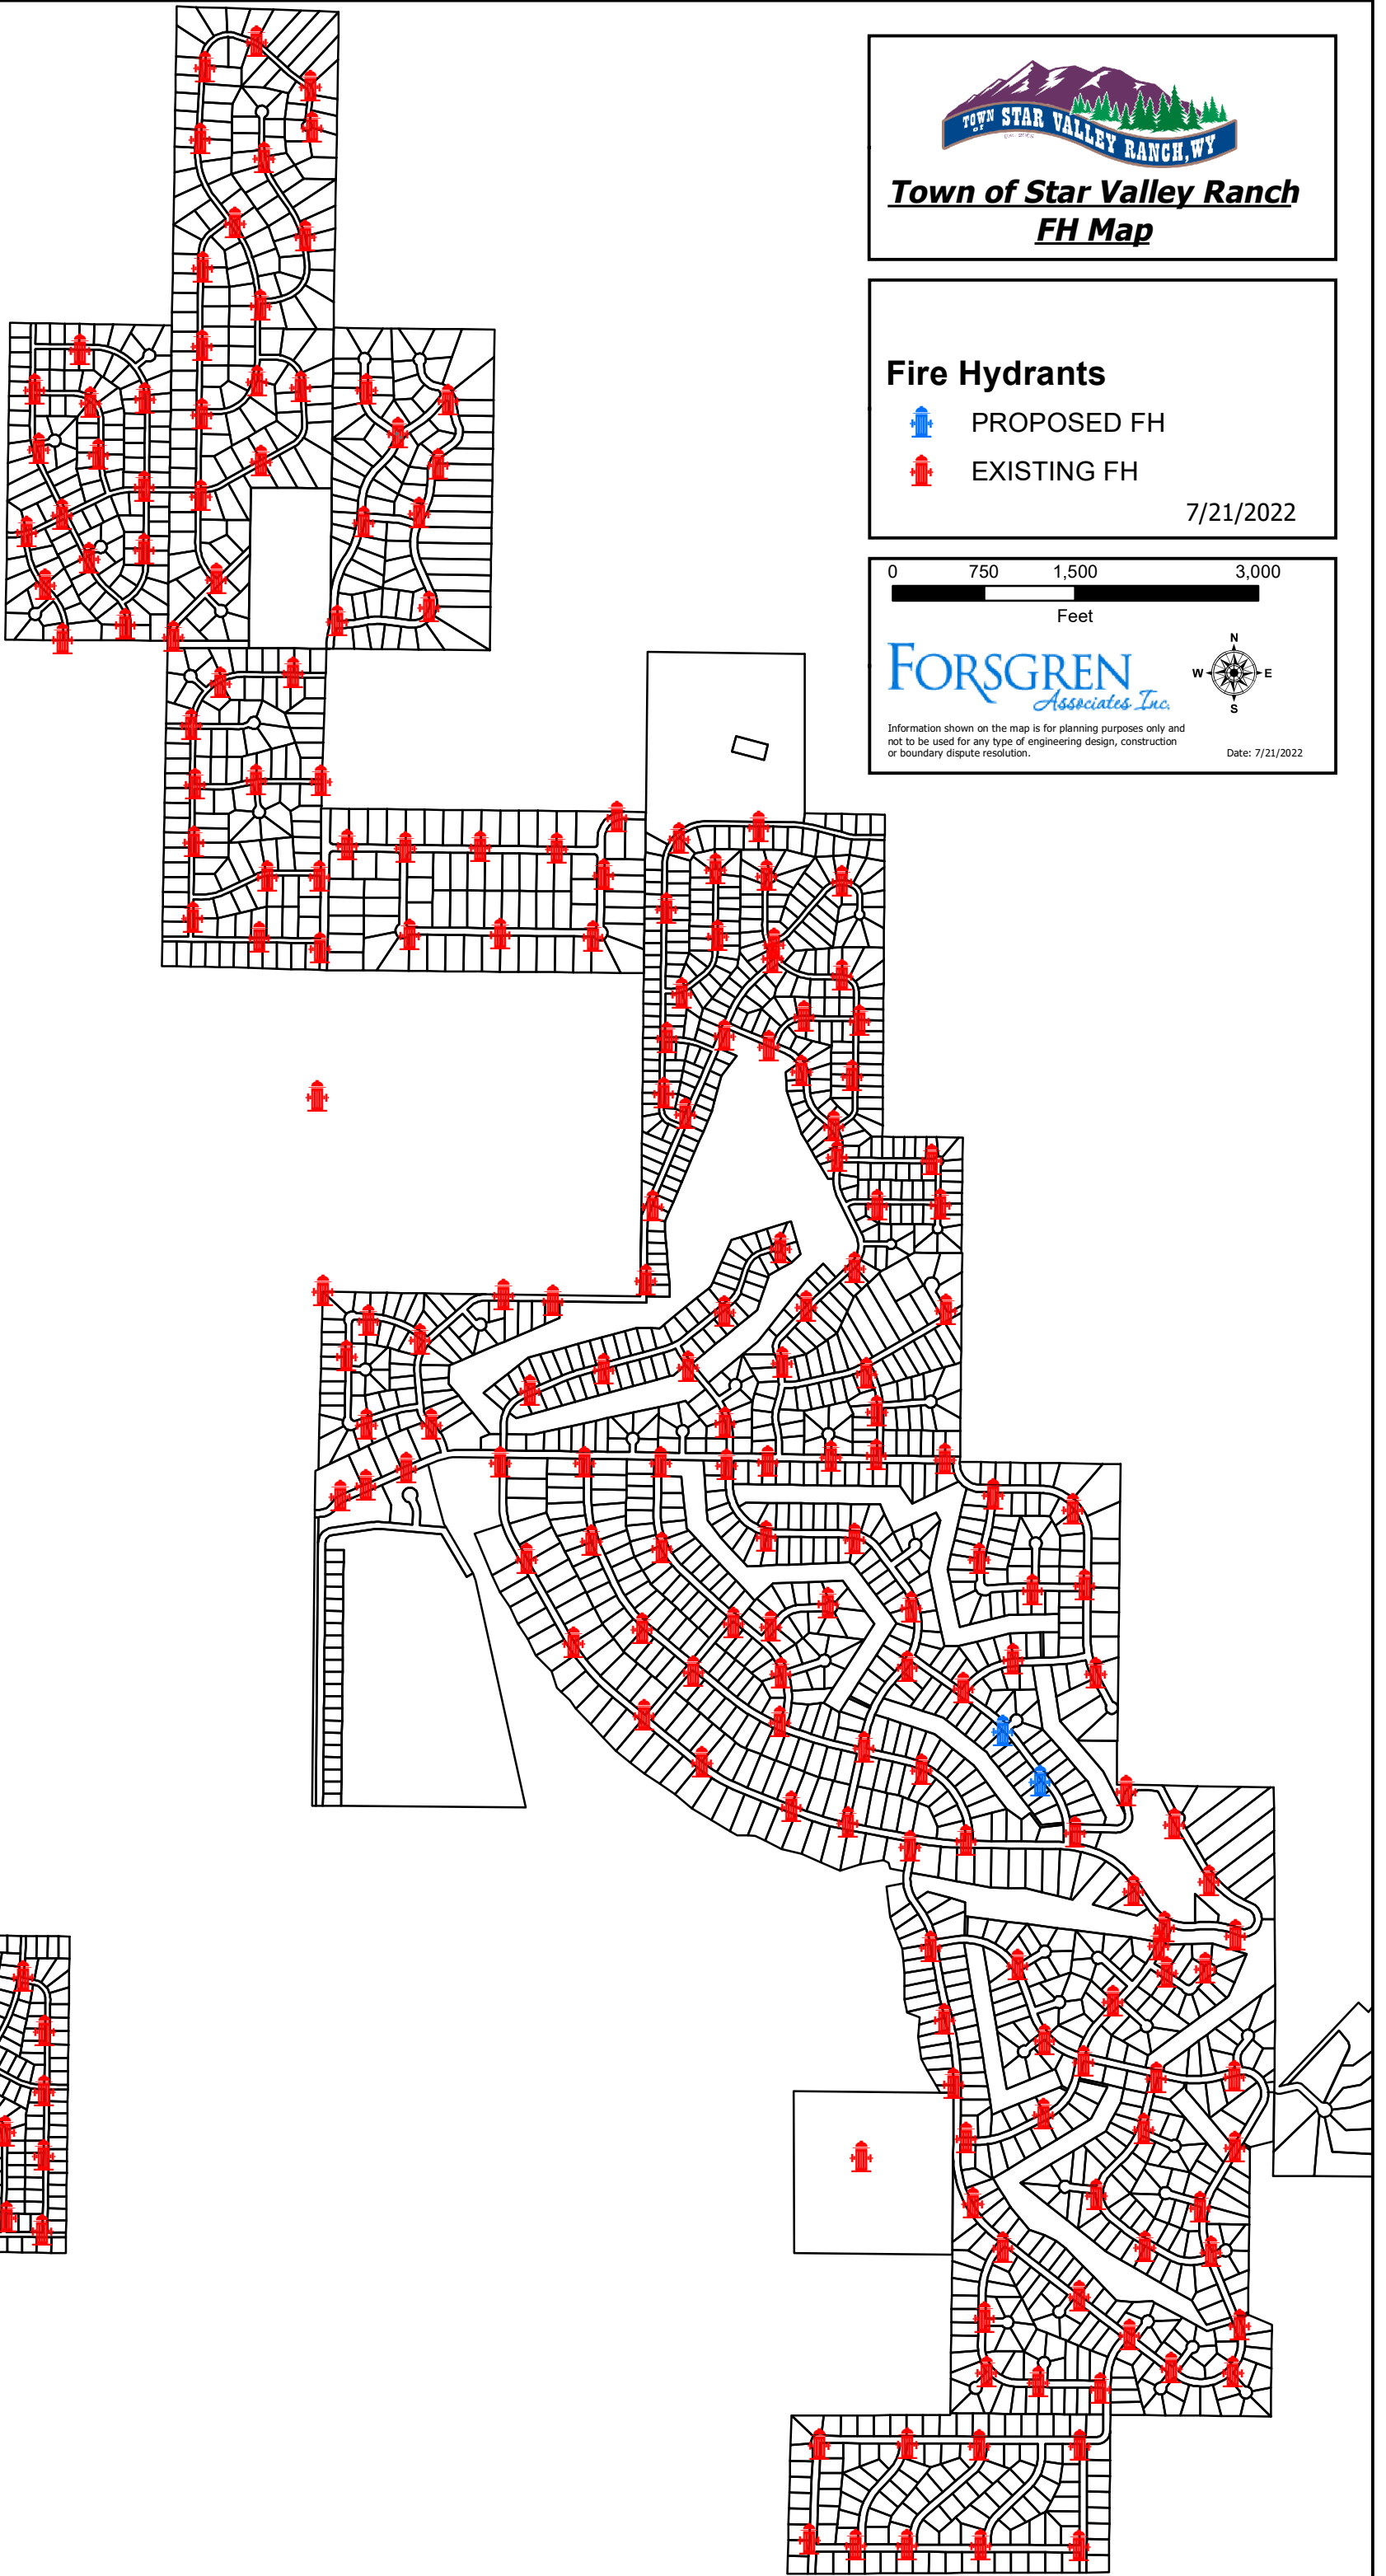 TOWN of STAR VALLEY RANCH, WY
Town of Star Valley Ranch
FH Map
Fire Hydrants
PROPOSED FH
EXISTING FH
7/21/2022
0 750 1,500 3,000
Feet
FORSGREN
Associates Inc.
N
W E
S
Information shown on the map is for planning purposes only and
not to be used for any type of engineering design, construction
or boundary dispute resolution.
Date: 7/21/2022